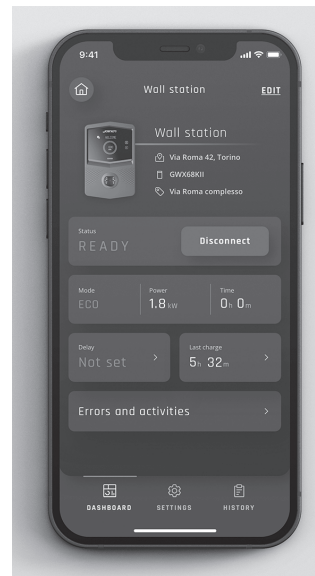 9:41
Wall station
EDIT
Wall station
Via Roma 42, Torino
GWX68KII
Via Roma complesso
Status
READY
Disconnect
Mode
ECO
Power
1.8 kW
Time
0h 0m
Delay
Not set
Last charge
5h 32m
Errors and activities
DASHBOARD
SETTINGS
HISTORY